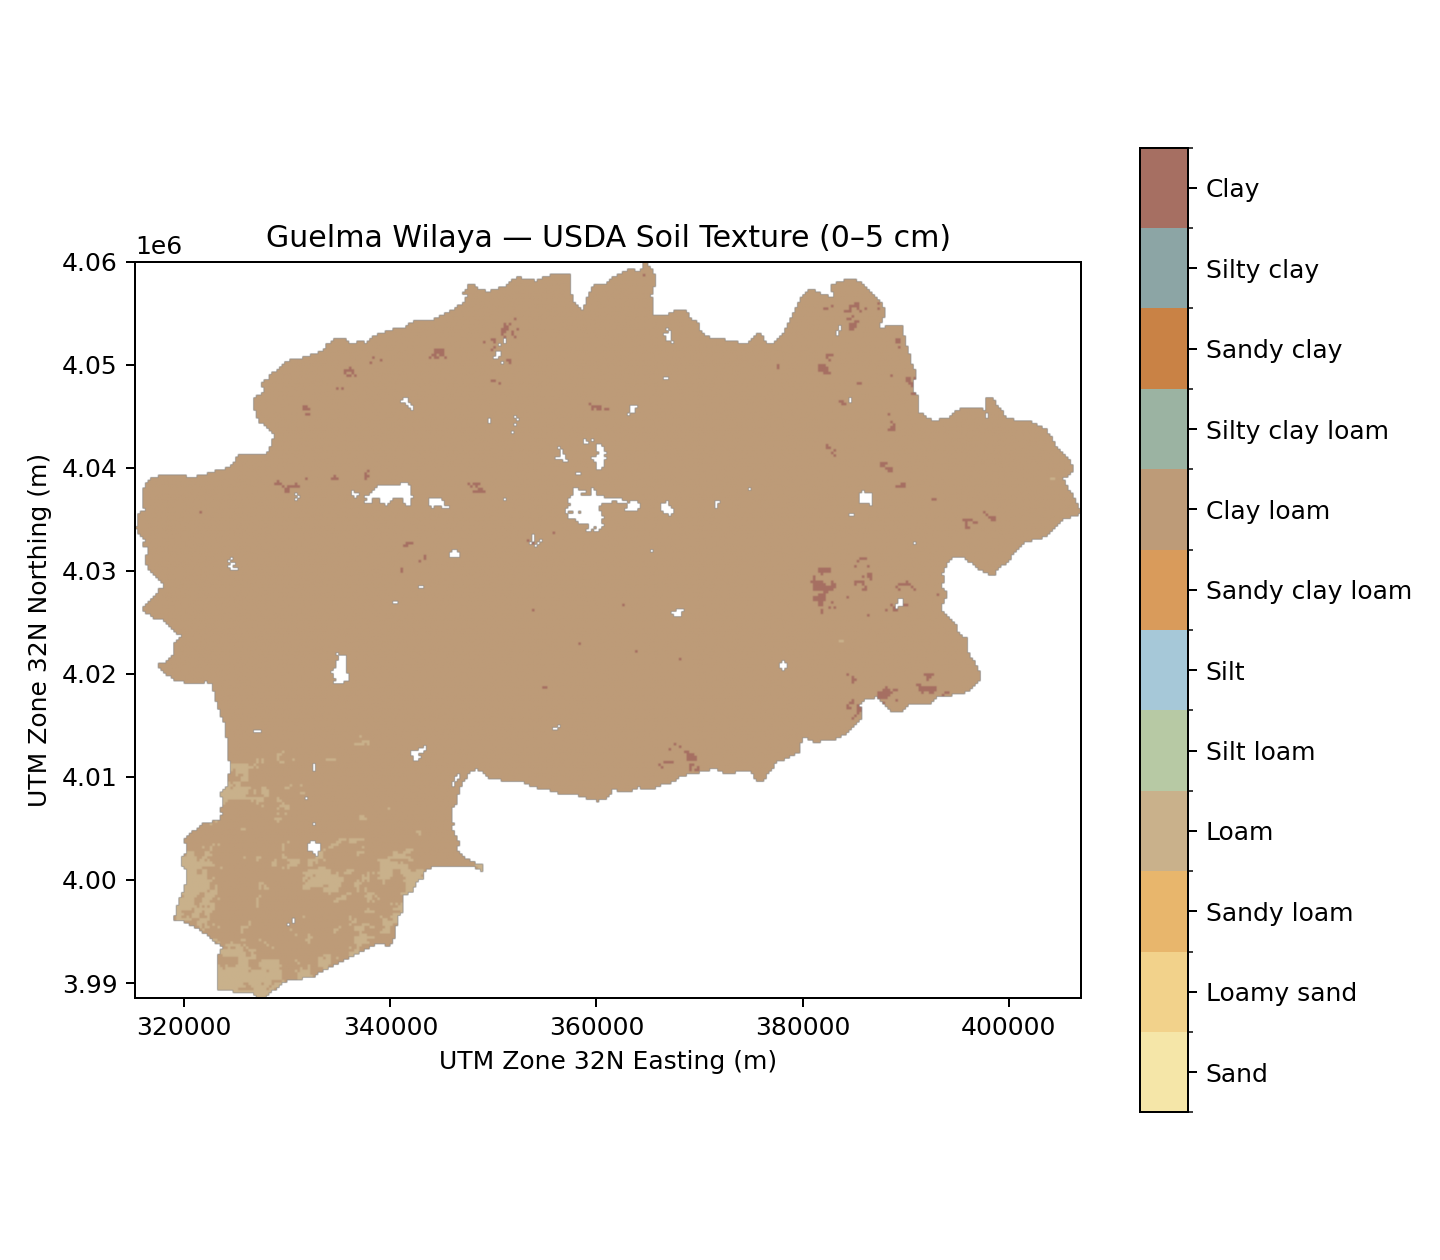 Guelma Wilaya — USDA Soil Texture (0–5 cm)
1e6
4.06
4.05
4.04
4.03
4.02
4.01
4.00
3.99
UTM Zone 32N Northing (m)
320000
340000
360000
380000
400000
UTM Zone 32N Easting (m)
Clay
Silty clay
Sandy clay
Silty clay loam
Clay loam
Sandy clay loam
Silt
Silt loam
Loam
Sandy loam
Loamy sand
Sand